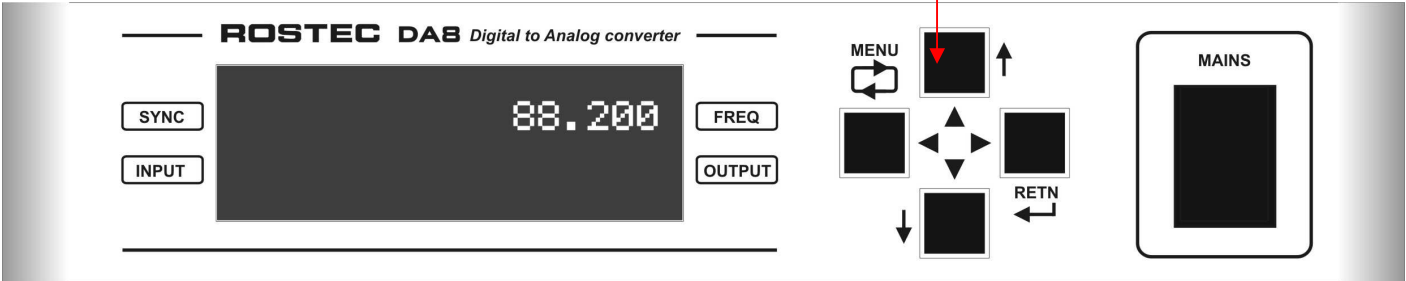 ROSTEC DA8 Digital to Analog converter
SYNC
88.200
FREQ
INPUT
OUTPUT
MENU
RETN
MAINS